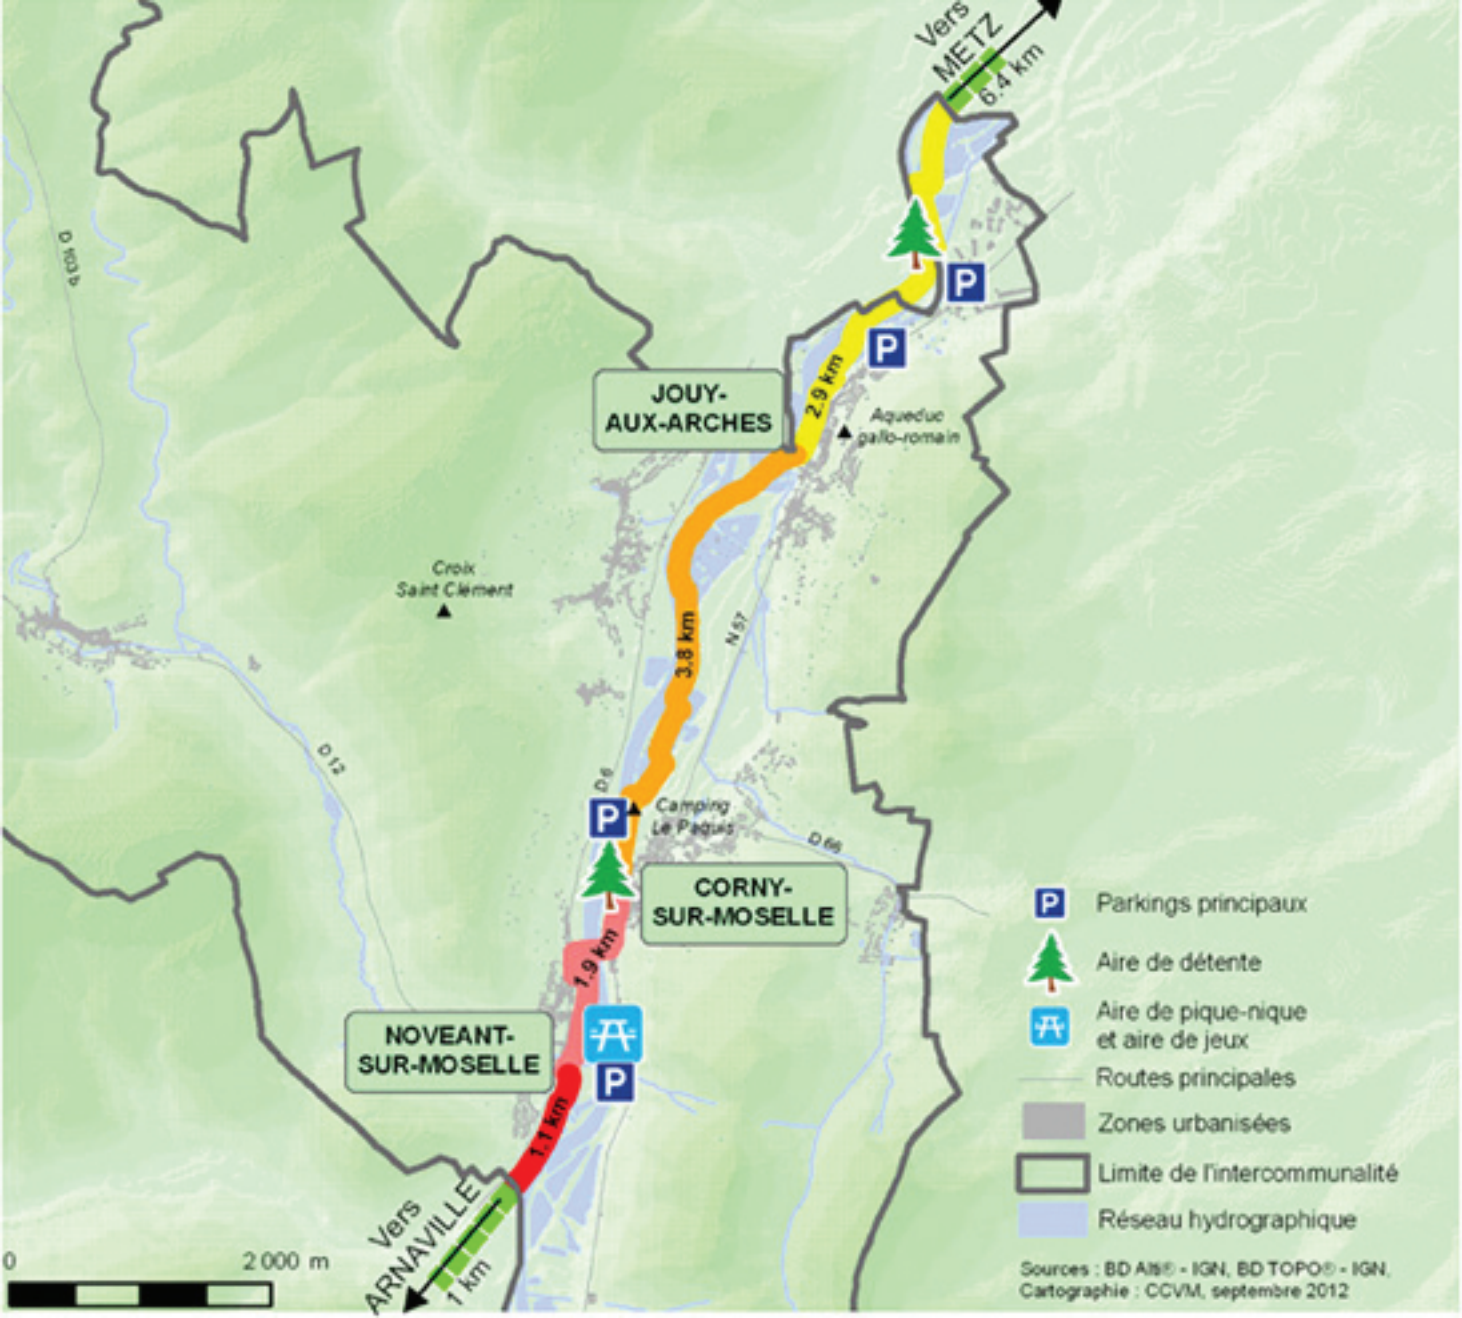 Vers
METZ
6.4 km
D 103 b
P
P
2.9 km
JOUY-
AUX-ARCHES
Aqueduc
gallo-romain
Croix
Saint Clément
3.8 km
N 57
D 12
D 6
P
Camping
Le Paquis
D 66
CORNY-
SUR-MOSELLE
1.9 km
NOVEANT-
SUR-MOSELLE
P
1.1 km
Vers
ARNAVILLE
1 km
0 2 000 m
P Parkings principaux
Aire de détente
Aire de pique-nique
et aire de jeux
Routes principales
Zones urbanisées
Limite de l'intercommunalité
Réseau hydrographique
Sources : BD Alti® - IGN, BD TOPO® - IGN,
Cartographie : CCVM, septembre 2012